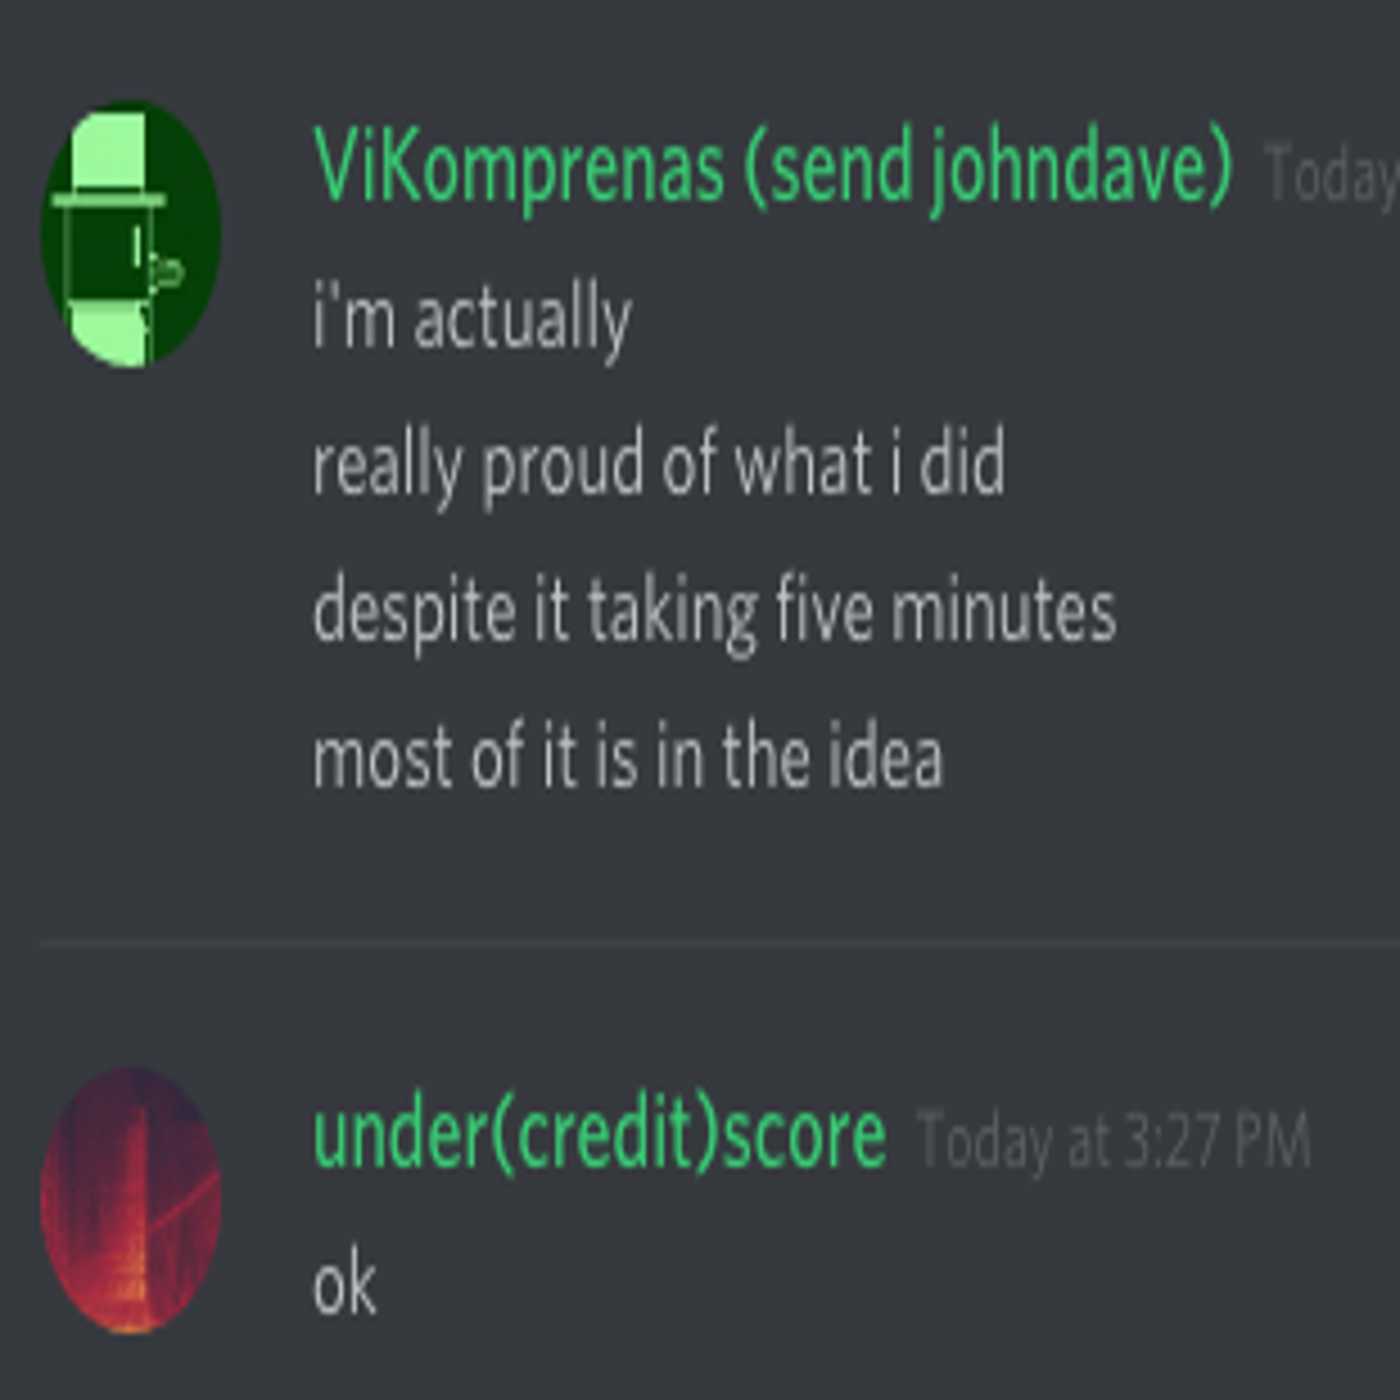 ViKomprenas (send johndave) Today
i'm actually
really proud of what i did
despite it taking five minutes
most of it is in the idea
under(credit)score Today at 3:27 PM
ok